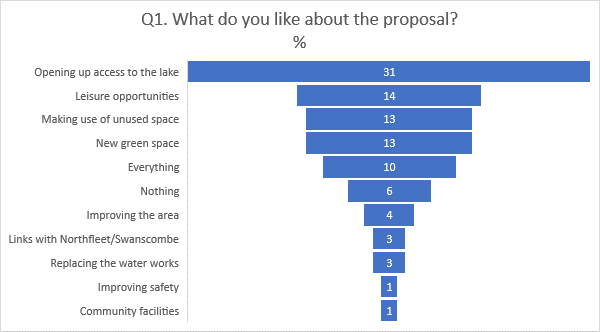 Q1. What do you like about the proposal?
%
Opening up access to the lake 31
Leisure opportunities 14
Making use of unused space 13
New green space 13
Everything 10
Nothing 6
Improving the area 4
Links with Northfleet/Swanscombe 3
Replacing the water works 3
Improving safety 1
Community facilities 1